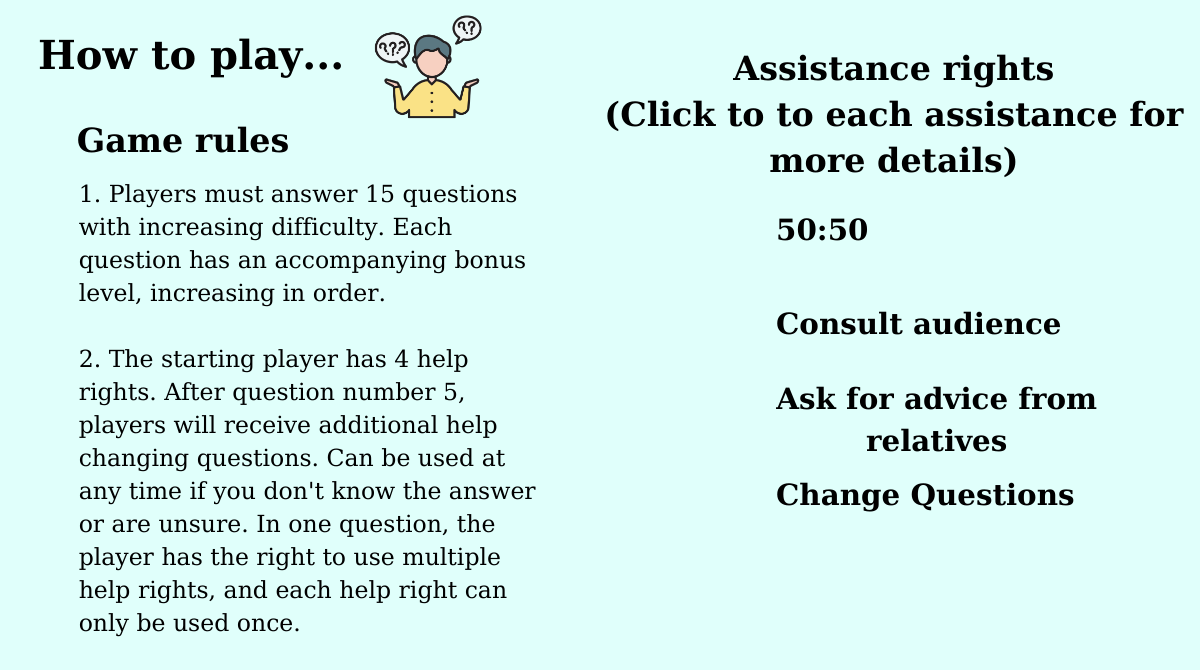 How to play...
??? ??
Game rules
1. Players must answer 15 questions
with increasing difficulty. Each
question has an accompanying bonus
level, increasing in order.
2. The starting player has 4 help
rights. After question number 5,
players will receive additional help
changing questions. Can be used at
any time if you don't know the answer
or are unsure. In one question, the
player has the right to use multiple
help rights, and each help right can
only be used once.
Assistance rights
(Click to to each assistance for
more details)
50:50
Consult audience
Ask for advice from
relatives
Change Questions